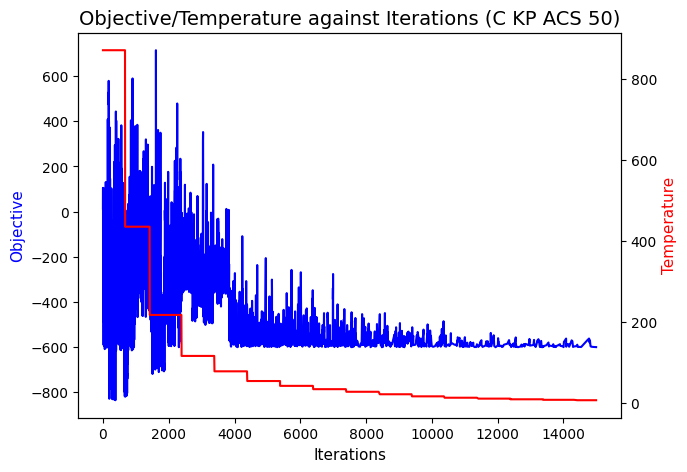 Objective/Temperature against Iterations (C KP ACS 50)
600
400
200
0
−200
−400
−600
−800
Objective
800
600
400
200
0
Temperature
0 2000 4000 6000 8000 10000 12000 14000
Iterations